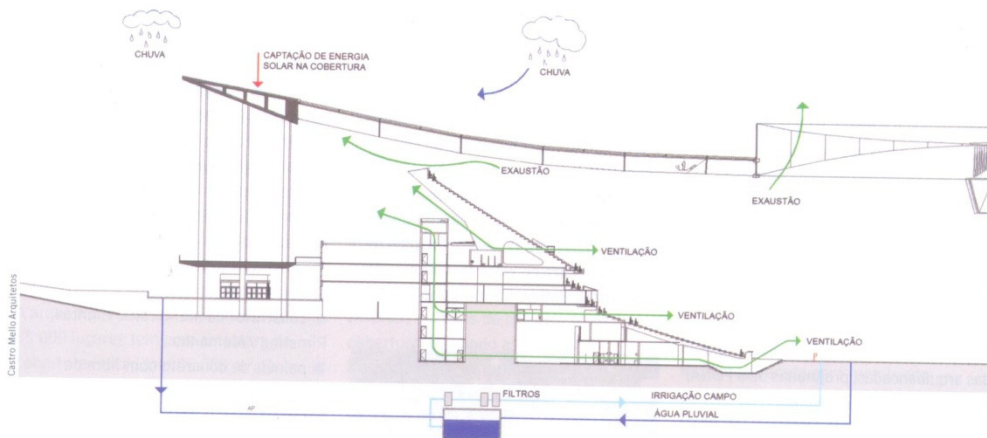 CHUVA
CHUVA
CAPTAÇÃO DE ENERGIA
SOLAR NA COBERTURA
EXAUSTÃO
EXAUSTÃO
VENTILAÇÃO
VENTILAÇÃO
VENTILAÇÃO
Castro Mello Arquitetos
FILTROS
IRRIGAÇÃO CAMPO
AP
ÁGUA PLUVIAL